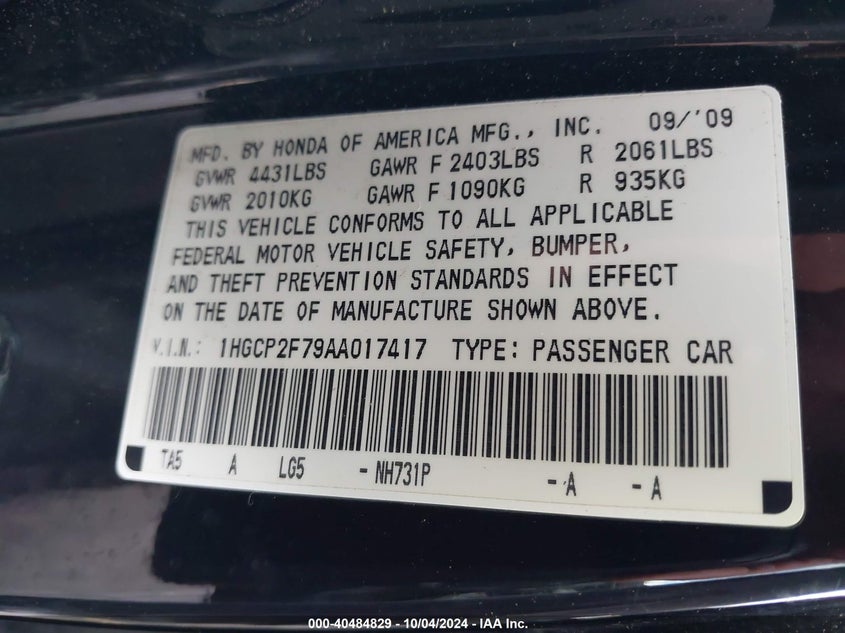 MFD. BY HONDA OF AMERICA MFG., INC. 09/'09
GVWR 4431LBS GAWR F 2403LBS R 2061LBS
GVWR 2010KG GAWR F 1090KG R 935KG
THIS VEHICLE CONFORMS TO ALL APPLICABLE
FEDERAL MOTOR VEHICLE SAFETY, BUMPER,
AND THEFT PREVENTION STANDARDS IN EFFECT
ON THE DATE OF MANUFACTURE SHOWN ABOVE.
V.I.N.: 1HGCP2F79AA017417 TYPE: PASSENGER CAR
TA5 A LG5 -NH731P -A -A
000-40484829 - 10/04/2024 - IAA Inc.